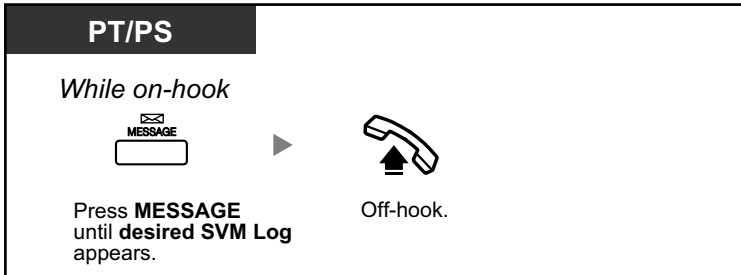 PT/PS
While on-hook
MESSAGE
Press MESSAGE
until desired SVM Log
appears.
Off-hook.